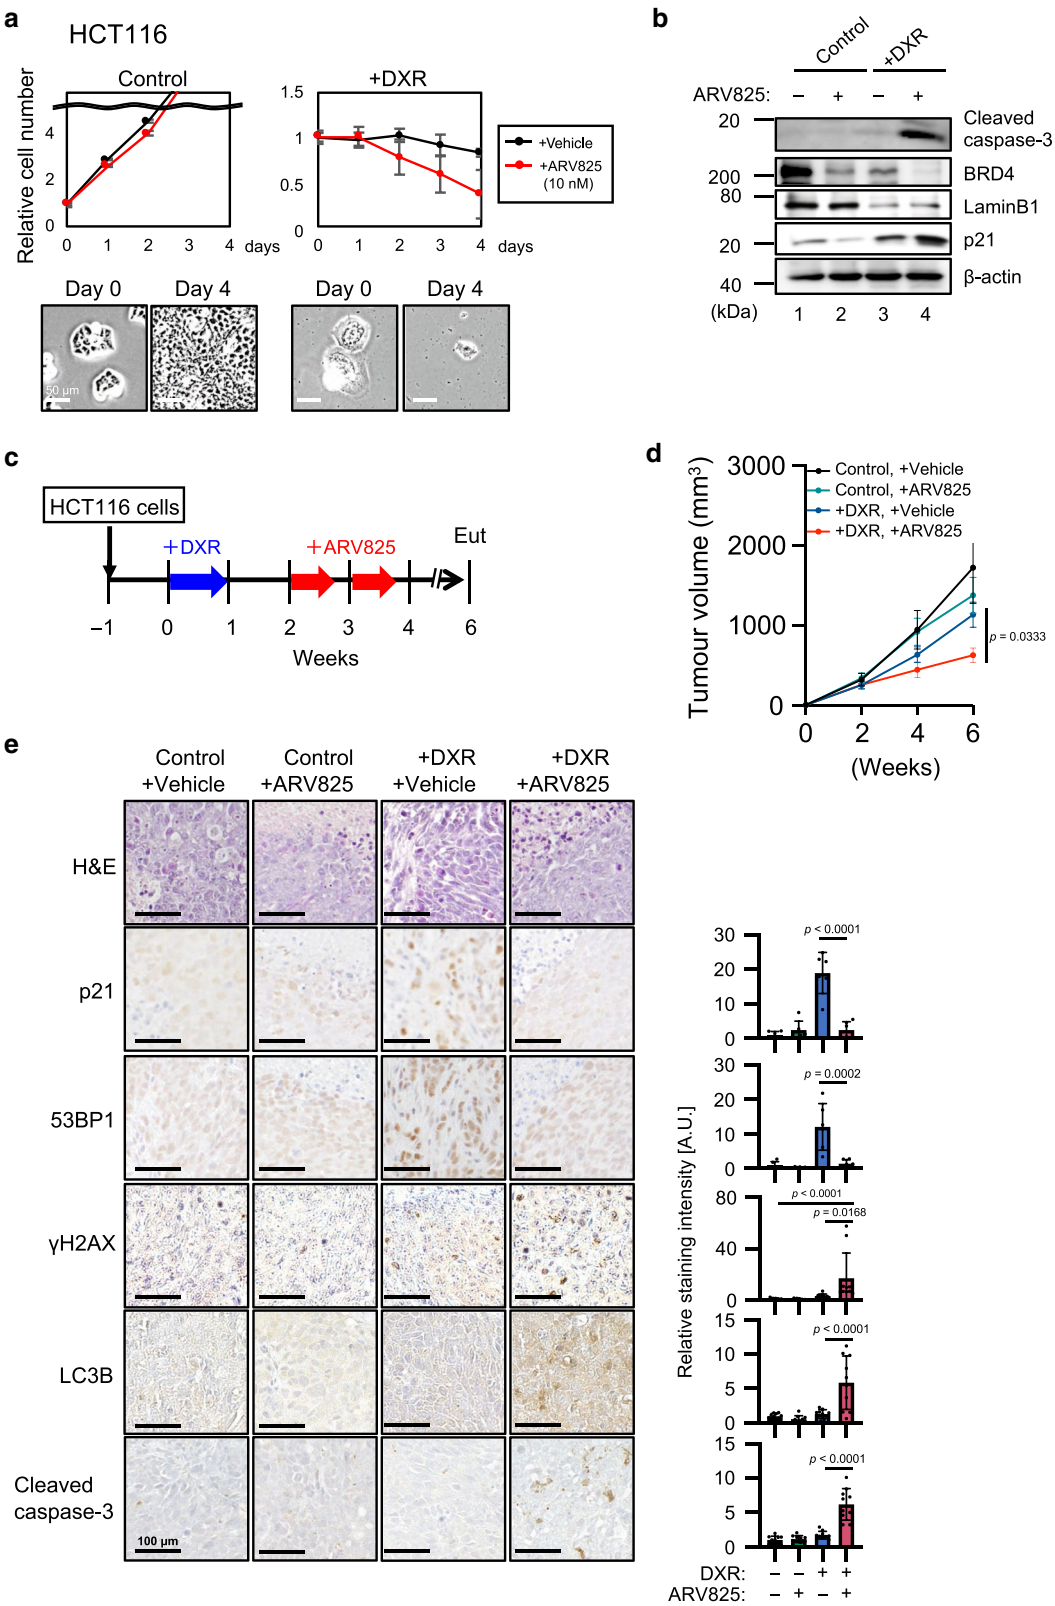 a
HCT116
Control
+DXR
Relative cell number
4
2
0
0 1 2 3 4 days
1.5
1
0.5
0
0 1 2 3 4 days
+Vehicle
+ARV825
(10 nM)
Day 0 Day 4
Day 0 Day 4
50 μm
b
Control +DXR
ARV825: – + – +
20 Cleaved caspase-3
200 BRD4
80 LaminB1
20 p21
40 β-actin
(kDa) 1 2 3 4
c
HCT116 cells
+DXR
+ARV825
Eut
–1 0 1 2 3 4 6
Weeks
d
Tumour volume (mm³)
3000
2000
1000
0
0 2 4 6
(Weeks)
Control, +Vehicle
Control, +ARV825
+DXR, +Vehicle
+DXR, +ARV825
p = 0.0333
e
Control +Vehicle
Control +ARV825
+DXR +Vehicle
+DXR +ARV825
H&E
p21
53BP1
γH2AX
LC3B
Cleaved
caspase-3
100 μm
Relative staining intensity [A.U.]
30
20
10
0
p < 0.0001
30
20
10
0
p = 0.0002
80
40
0
p < 0.0001
p = 0.0168
15
10
5
0
p < 0.0001
15
10
5
0
p < 0.0001
DXR: – – + +
ARV825: – + – +